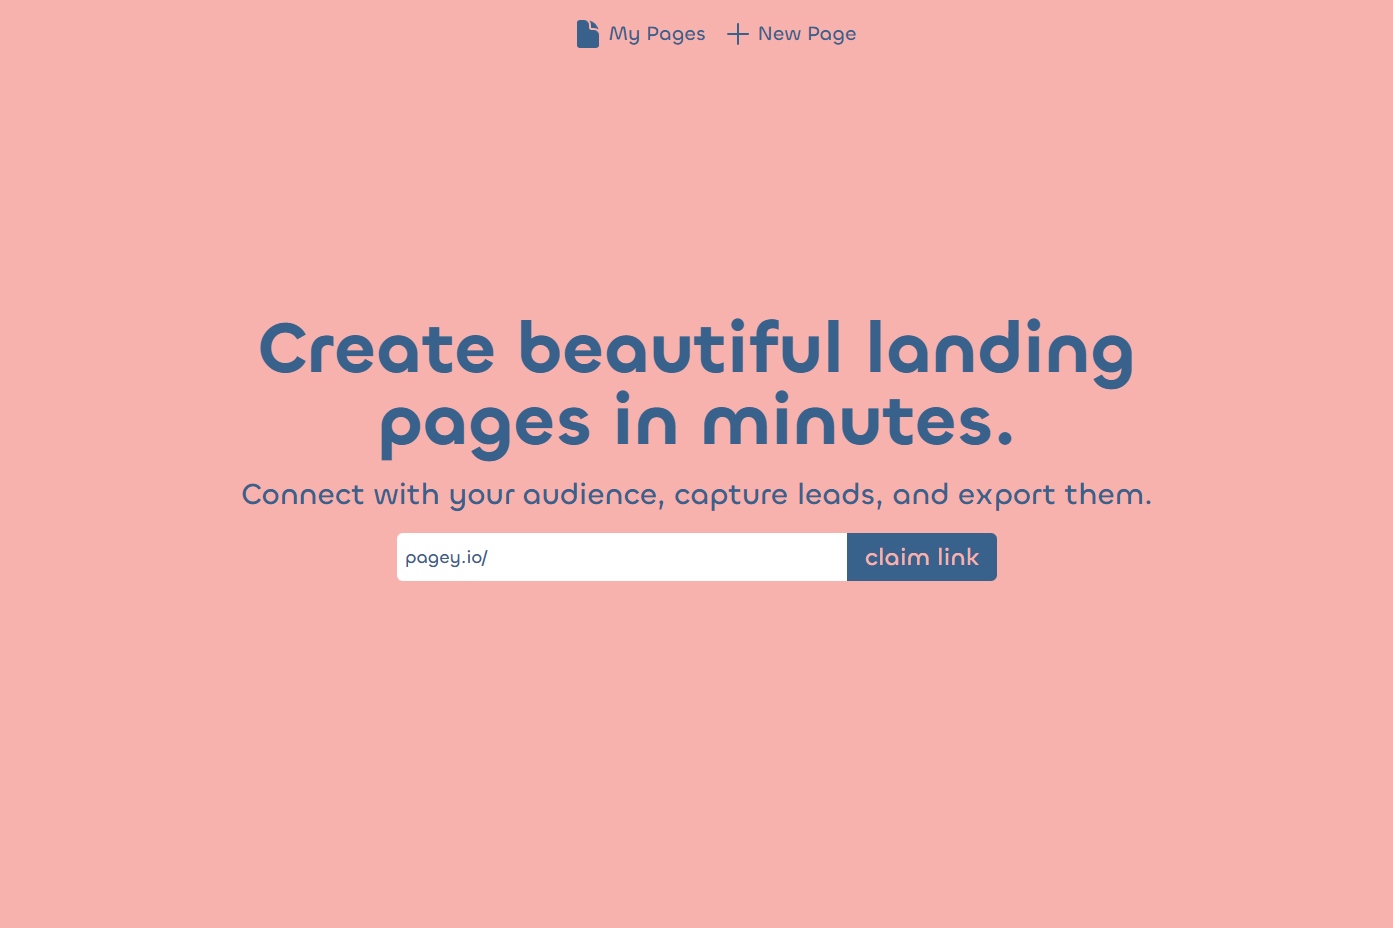 My Pages New Page
Create beautiful landing
pages in minutes.
Connect with your audience, capture leads, and export them.
pagey.io/ claim link